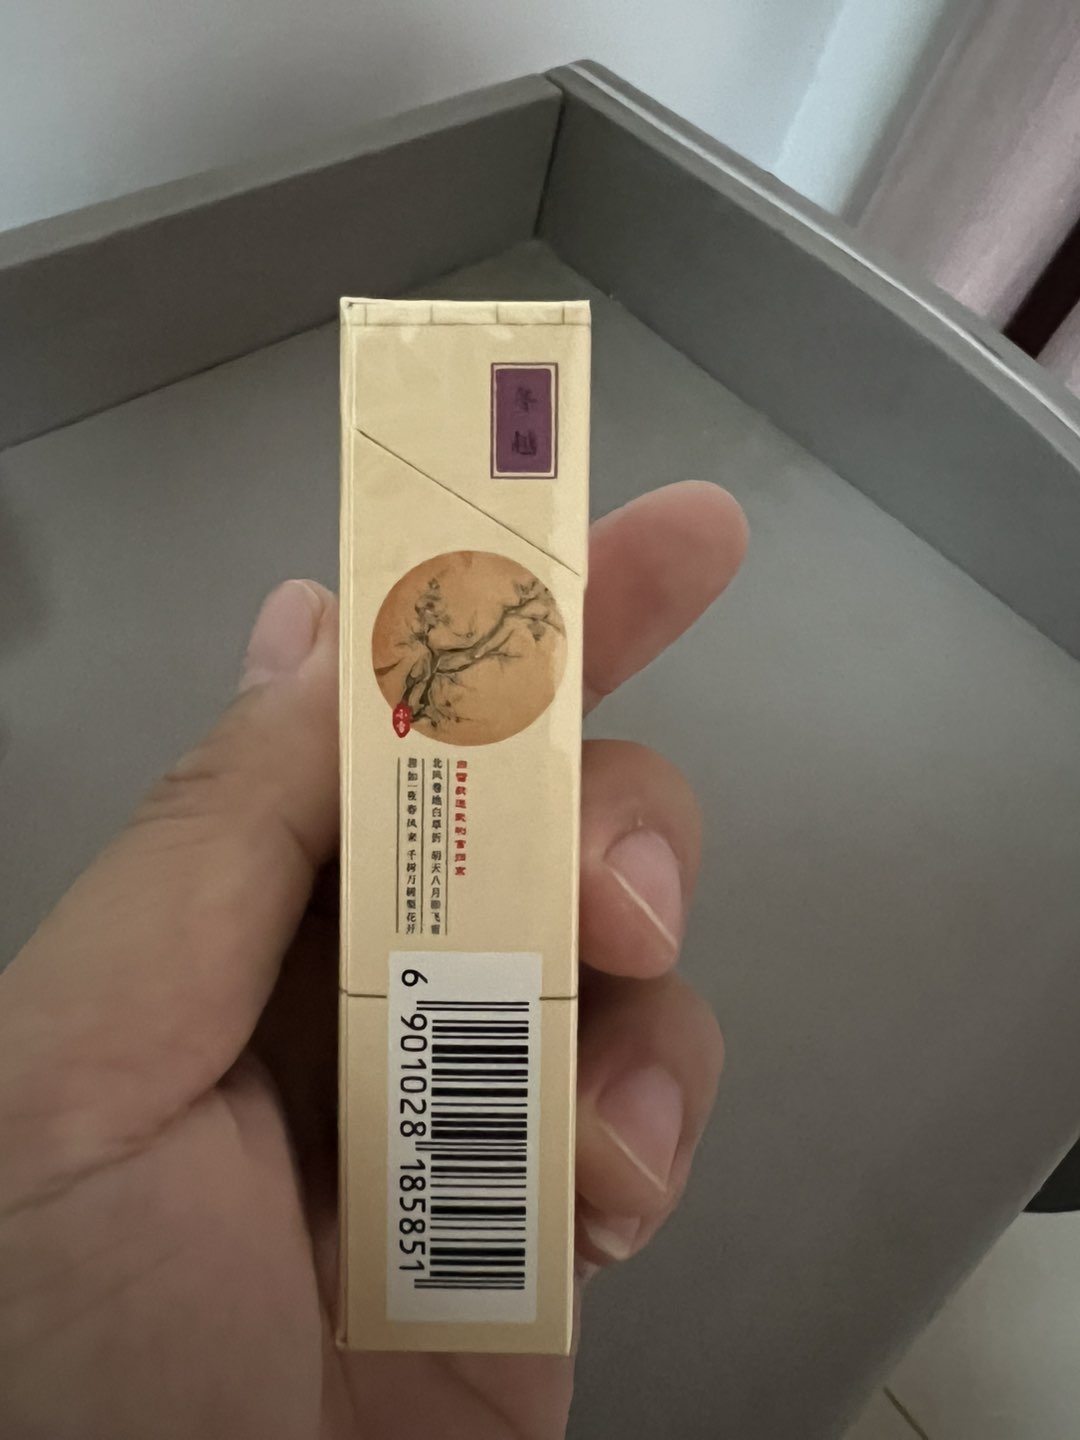 小雪
白雪歌送武判官归京
北风卷地白草折 胡天八月即飞雪
忽如一夜春风来 千树万树梨花开
6 901028 185851